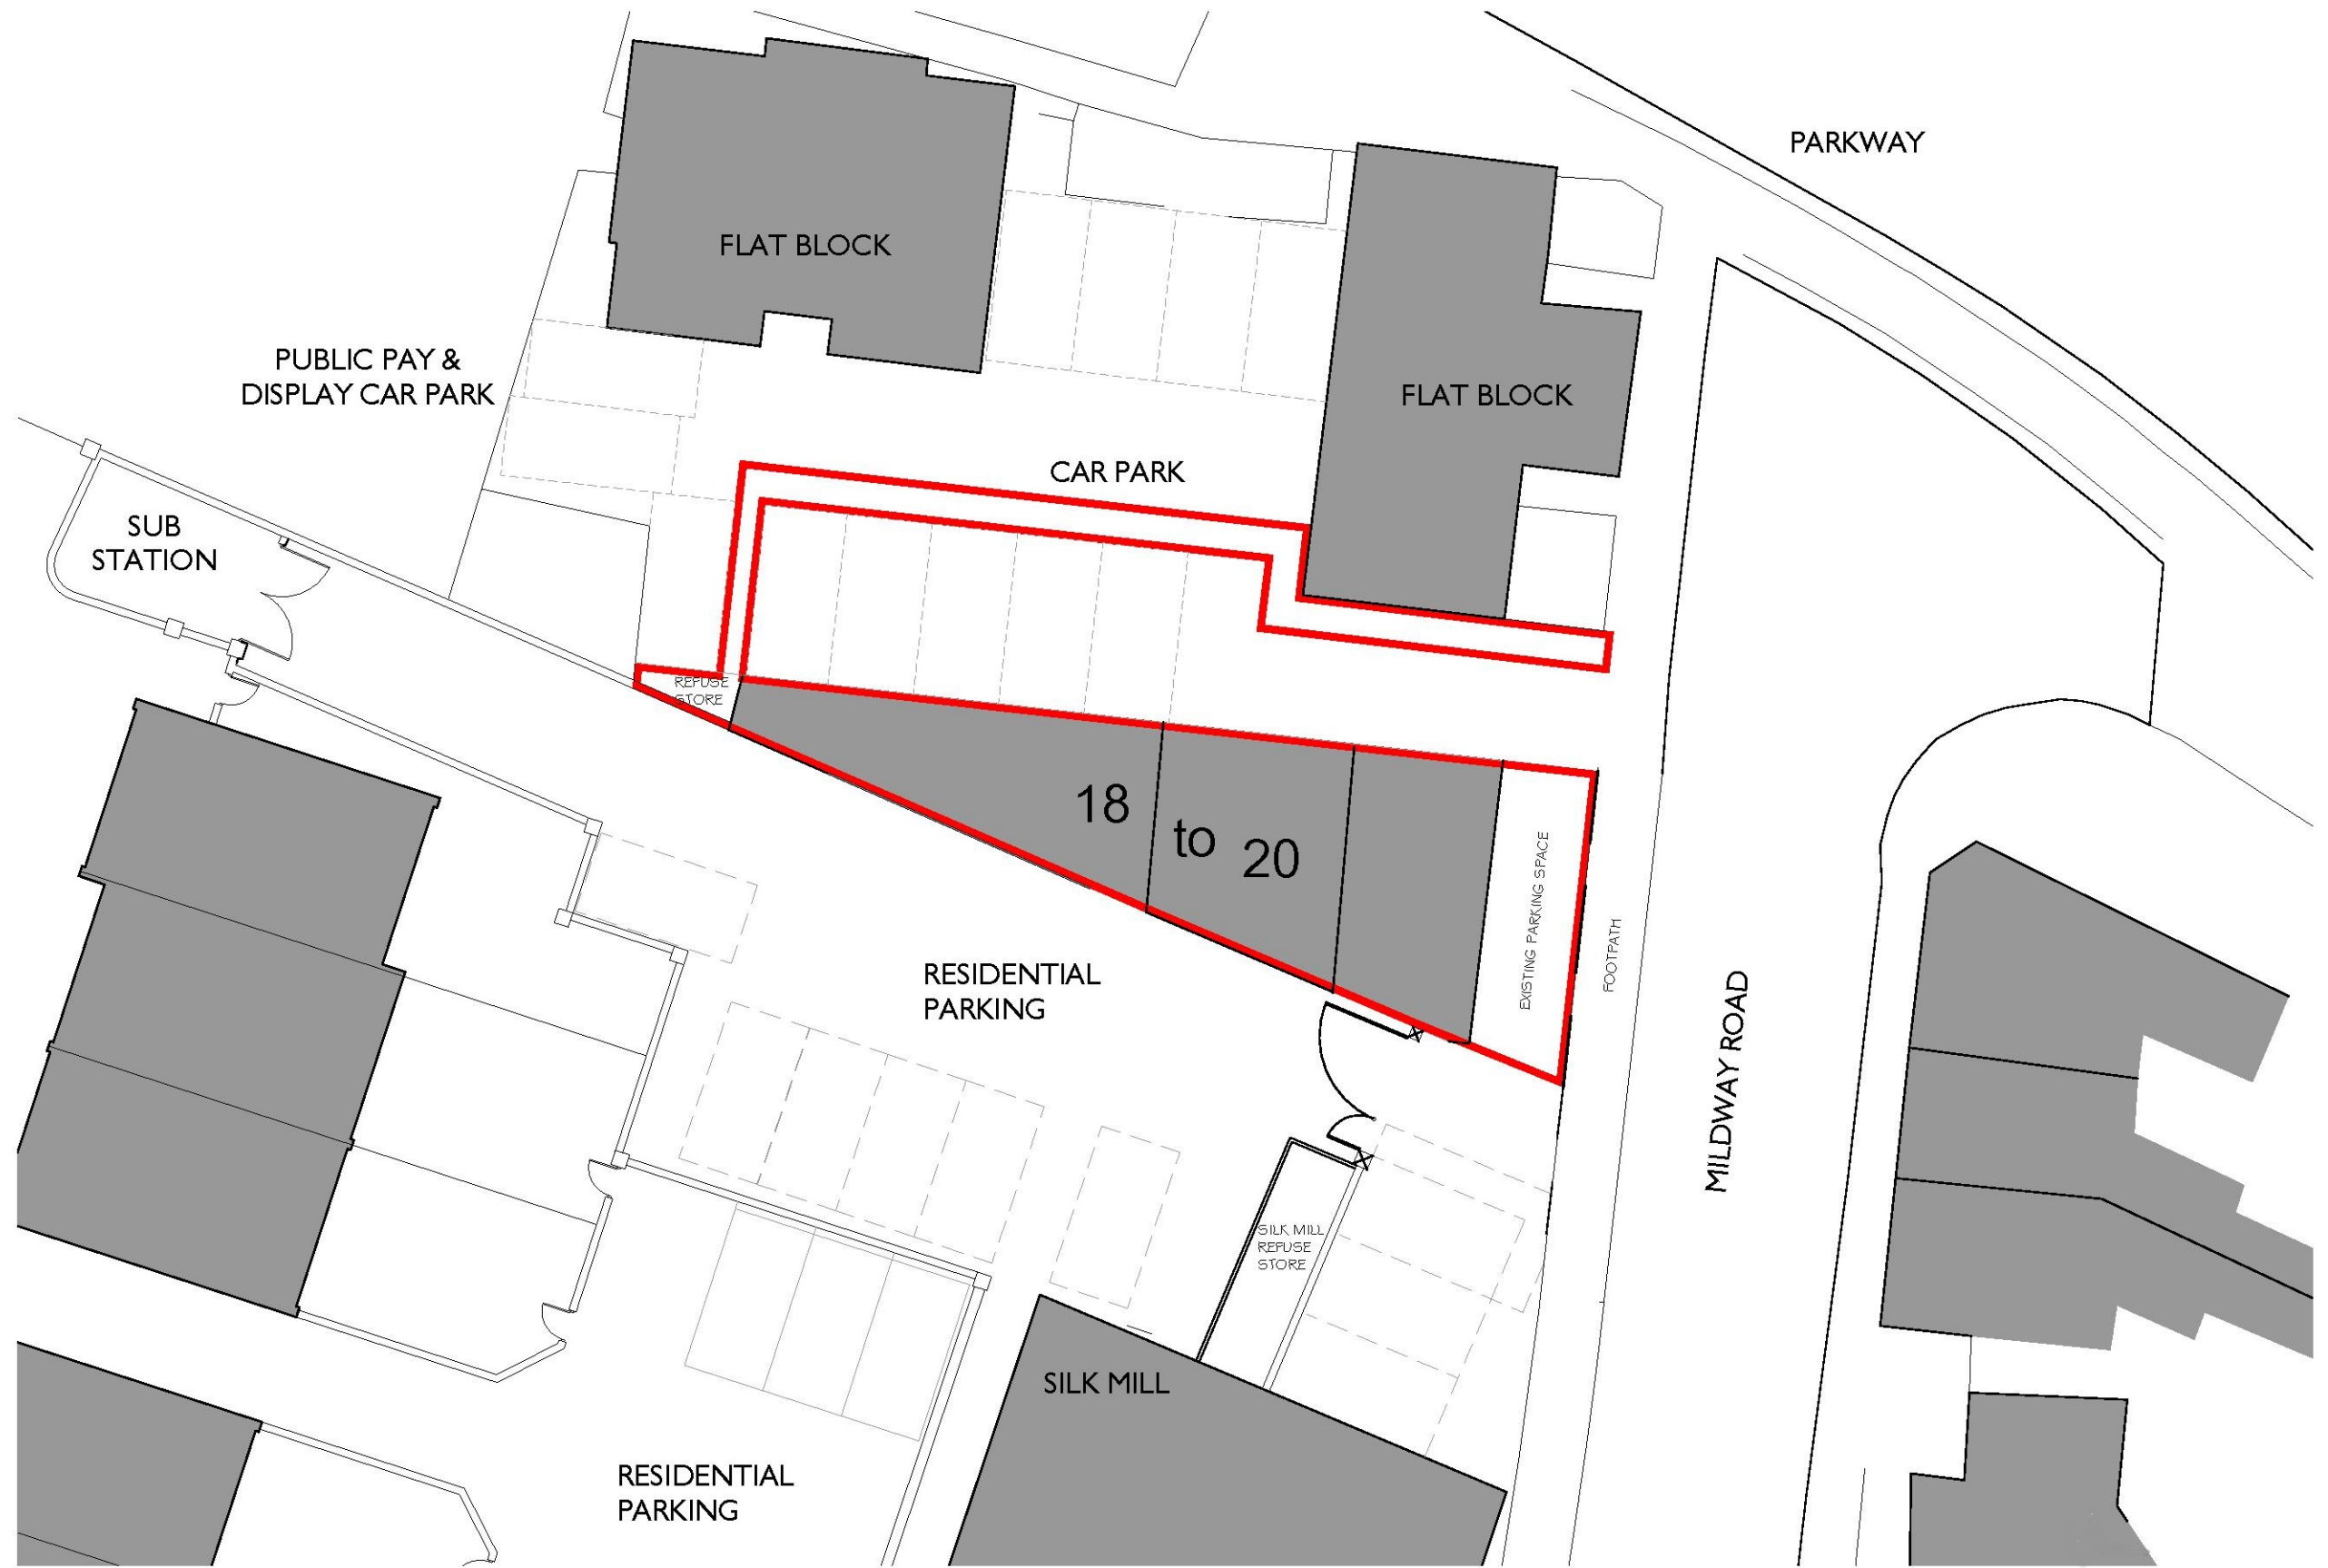 PARKWAY
FLAT BLOCK
PUBLIC PAY &
DISPLAY CAR PARK
FLAT BLOCK
CAR PARK
SUB
STATION
REFUSE
STORE
18
to
20
EXISTING PARKING SPACE
FOOTPATH
RESIDENTIAL
PARKING
MILDWAY ROAD
SILK MILL
REFUSE
STORE
SILK MILL
RESIDENTIAL
PARKING